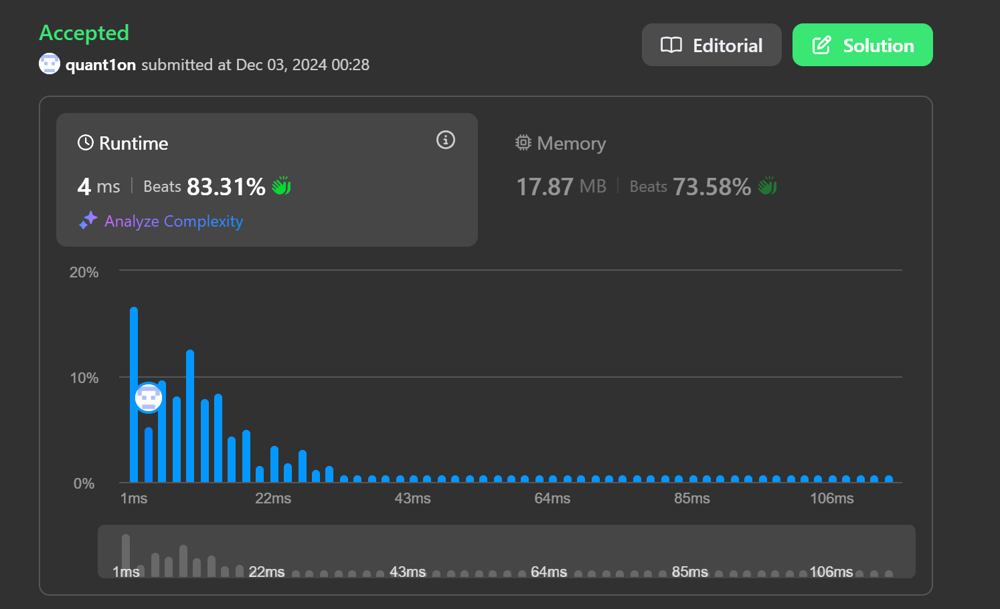 Accepted
quant1on submitted at Dec 03, 2024 00:28
Editorial
Solution
Runtime
4 ms | Beats 83.31%
Analyze Complexity
Memory
17.87 MB | Beats 73.58%
20%
10%
0%
1ms 22ms 43ms 64ms 85ms 106ms
1ms 22ms 43ms 64ms 85ms 106ms